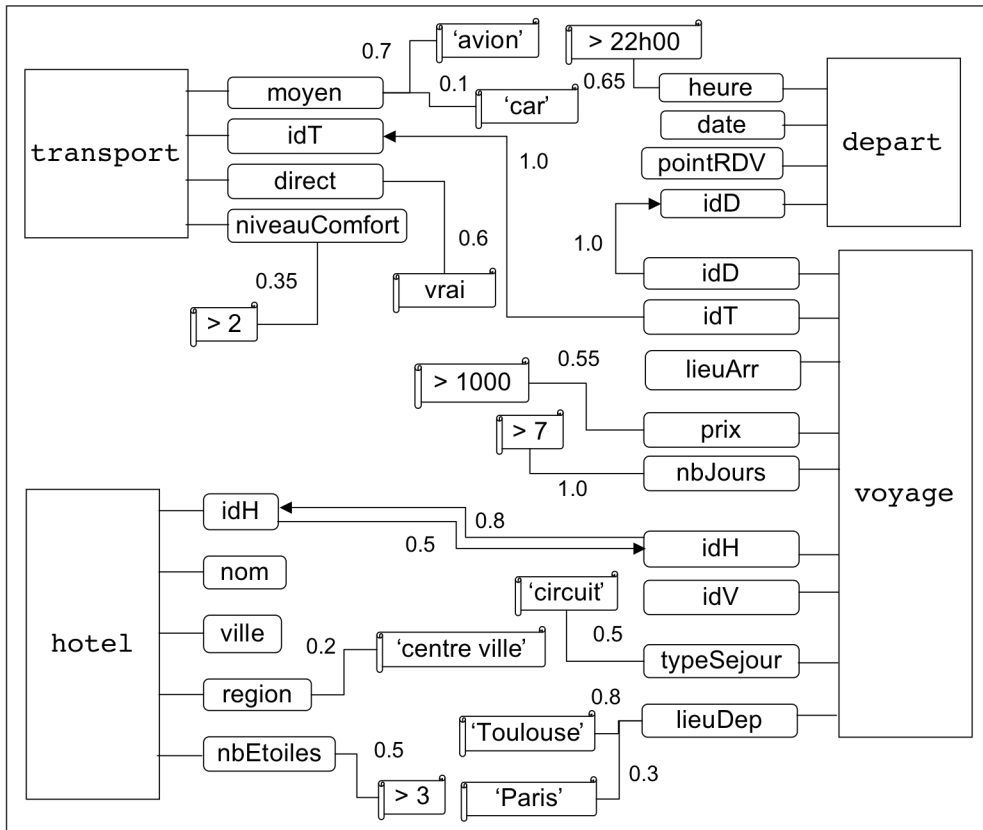 'avion'
> 22h00
0.7
moyen
0.1
'car'
0.65
heure
transport
idT
date
depart
1.0
pointRDV
direct
idD
niveauComfort
0.6
1.0
0.35
vrai
idD
> 2
idT
0.55
lieuArr
> 1000
> 7
prix
1.0
nbJours
voyage
idH
0.8
0.5
idH
nom
'circuit'
idV
hotel
ville
0.2
'centre ville'
0.5
typeSejour
region
0.8
lieuDep
'Toulouse'
nbEtoiles
0.5
0.3
> 3
'Paris'